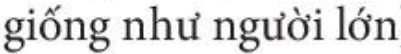 giống như người lớn